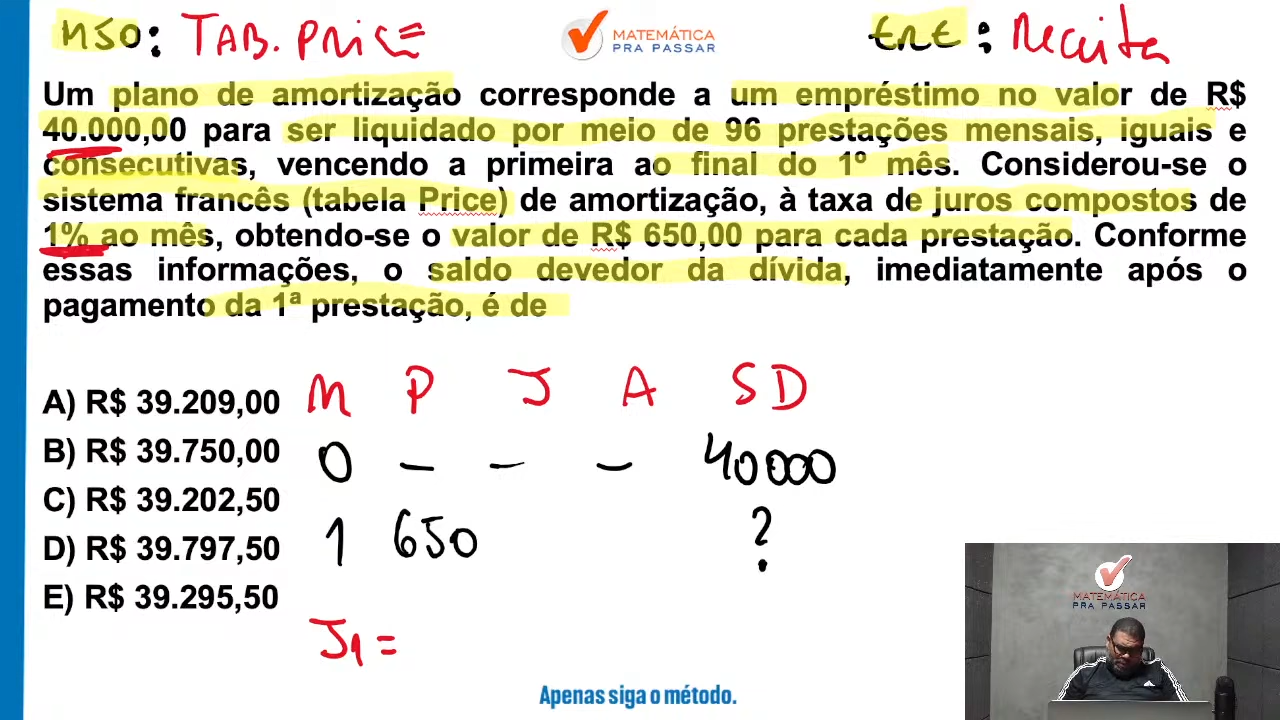 MSO: TAB. PRICE
MATEMÁTICA
PRA PASSAR
ENE: Receita
Um plano de amortização corresponde a um empréstimo no valor de R$
40.000,00 para ser liquidado por meio de 96 prestações mensais, iguais e
consecutivas, vencendo a primeira ao final do 1º mês. Considerou-se o
sistema francês (tabela Price) de amortização, à taxa de juros compostos de
1% ao mês, obtendo-se o valor de R$ 650,00 para cada prestação. Conforme
essas informações, o saldo devedor da dívida, imediatamente após o
pagamento da 1ª prestação, é de
A) R$ 39.209,00
B) R$ 39.750,00
C) R$ 39.202,50
D) R$ 39.797,50
E) R$ 39.295,50
M P J A SD
0 – – – 40000
1 650 ?
J1 =
MATEMÁTICA
PRA PASSAR
Apenas siga o método.